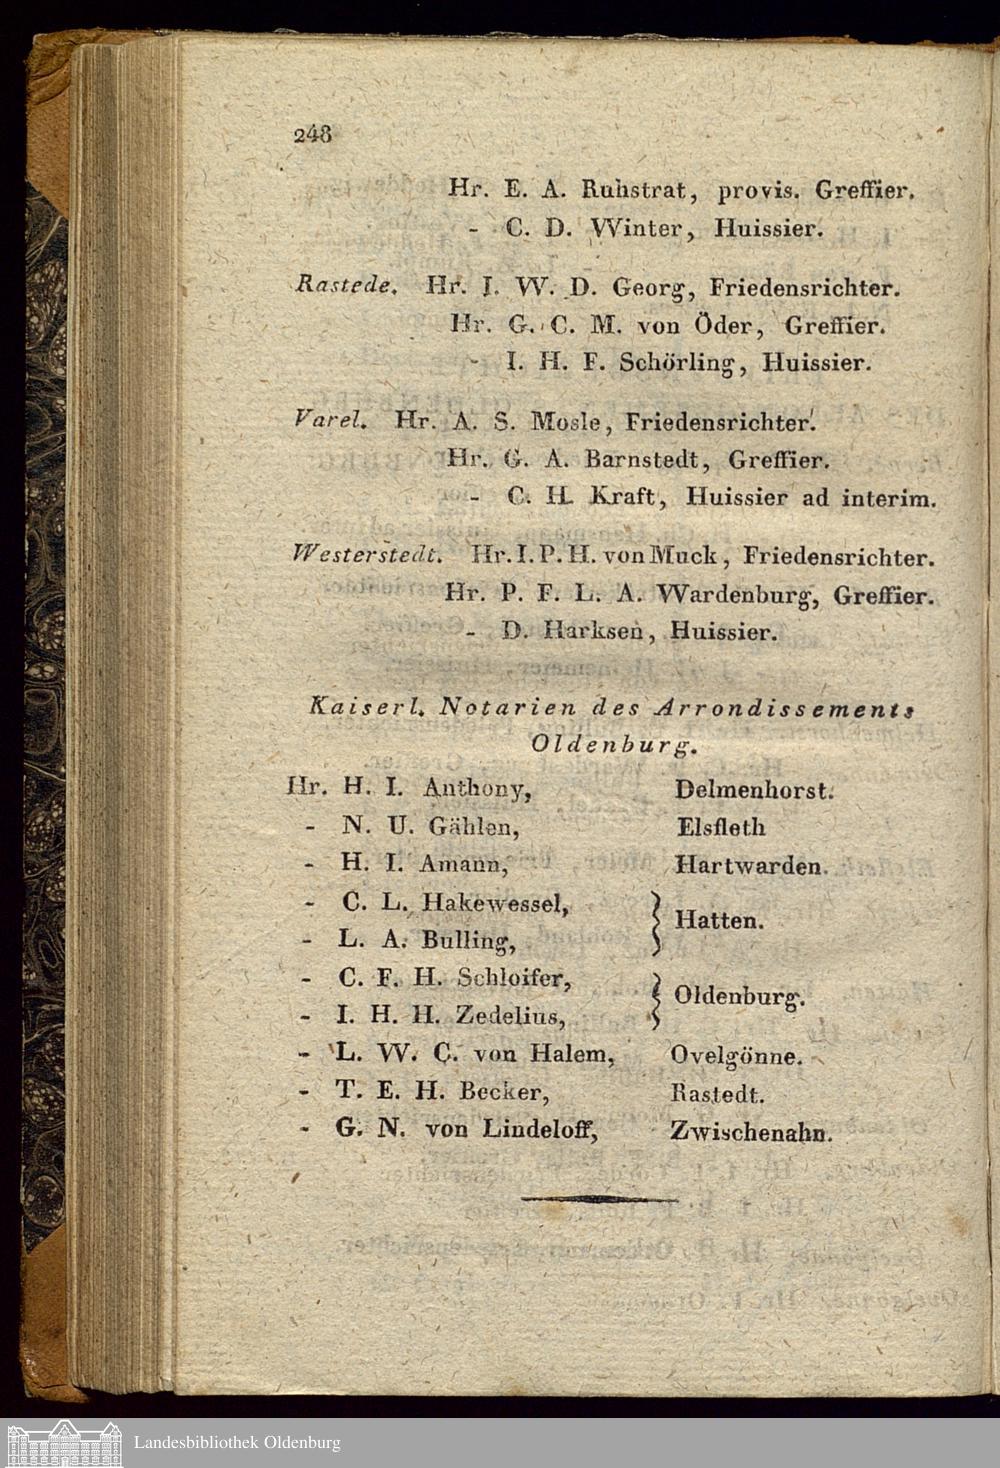 248
Hr. E. A. Ruhstrat, provis. Greffier.
- C. D. Winter, Huissier.
Rastede. Hr. J. W. D. Georg, Friedensrichter.
Hr. G. C. M. von Öder, Greffier.
- I. H. F. Schörling, Huissier.
Varel. Hr. A. S. Mosle, Friedensrichter.
Hr. G. A. Barnstedt, Greffier.
- C. H. Kraft, Huissier ad interim.
Westerstedt. Hr. I. P. H. von Muck, Friedensrichter.
Hr. P. F. L. A. Wardenburg, Greffier.
- D. Harksen, Huissier.
Kaiserl. Notarien des Arrondissements
Oldenburg.
Hr. H. I. Anthony, Delmenhorst.
- N. U. Gählen, Elsfleth
- H. I. Amann, Hartwarden.
- C. L. Hakewessel,
} Hatten.
- L. A. Bulling,
- C. F. H. Schloifer,
} Oldenburg.
- I. H. H. Zedelius,
- L. W. C. von Halem, Ovelgönne.
- T. E. H. Becker, Rastedt.
- G. N. von Lindeloff, Zwischenahn.
Landesbibliothek Oldenburg